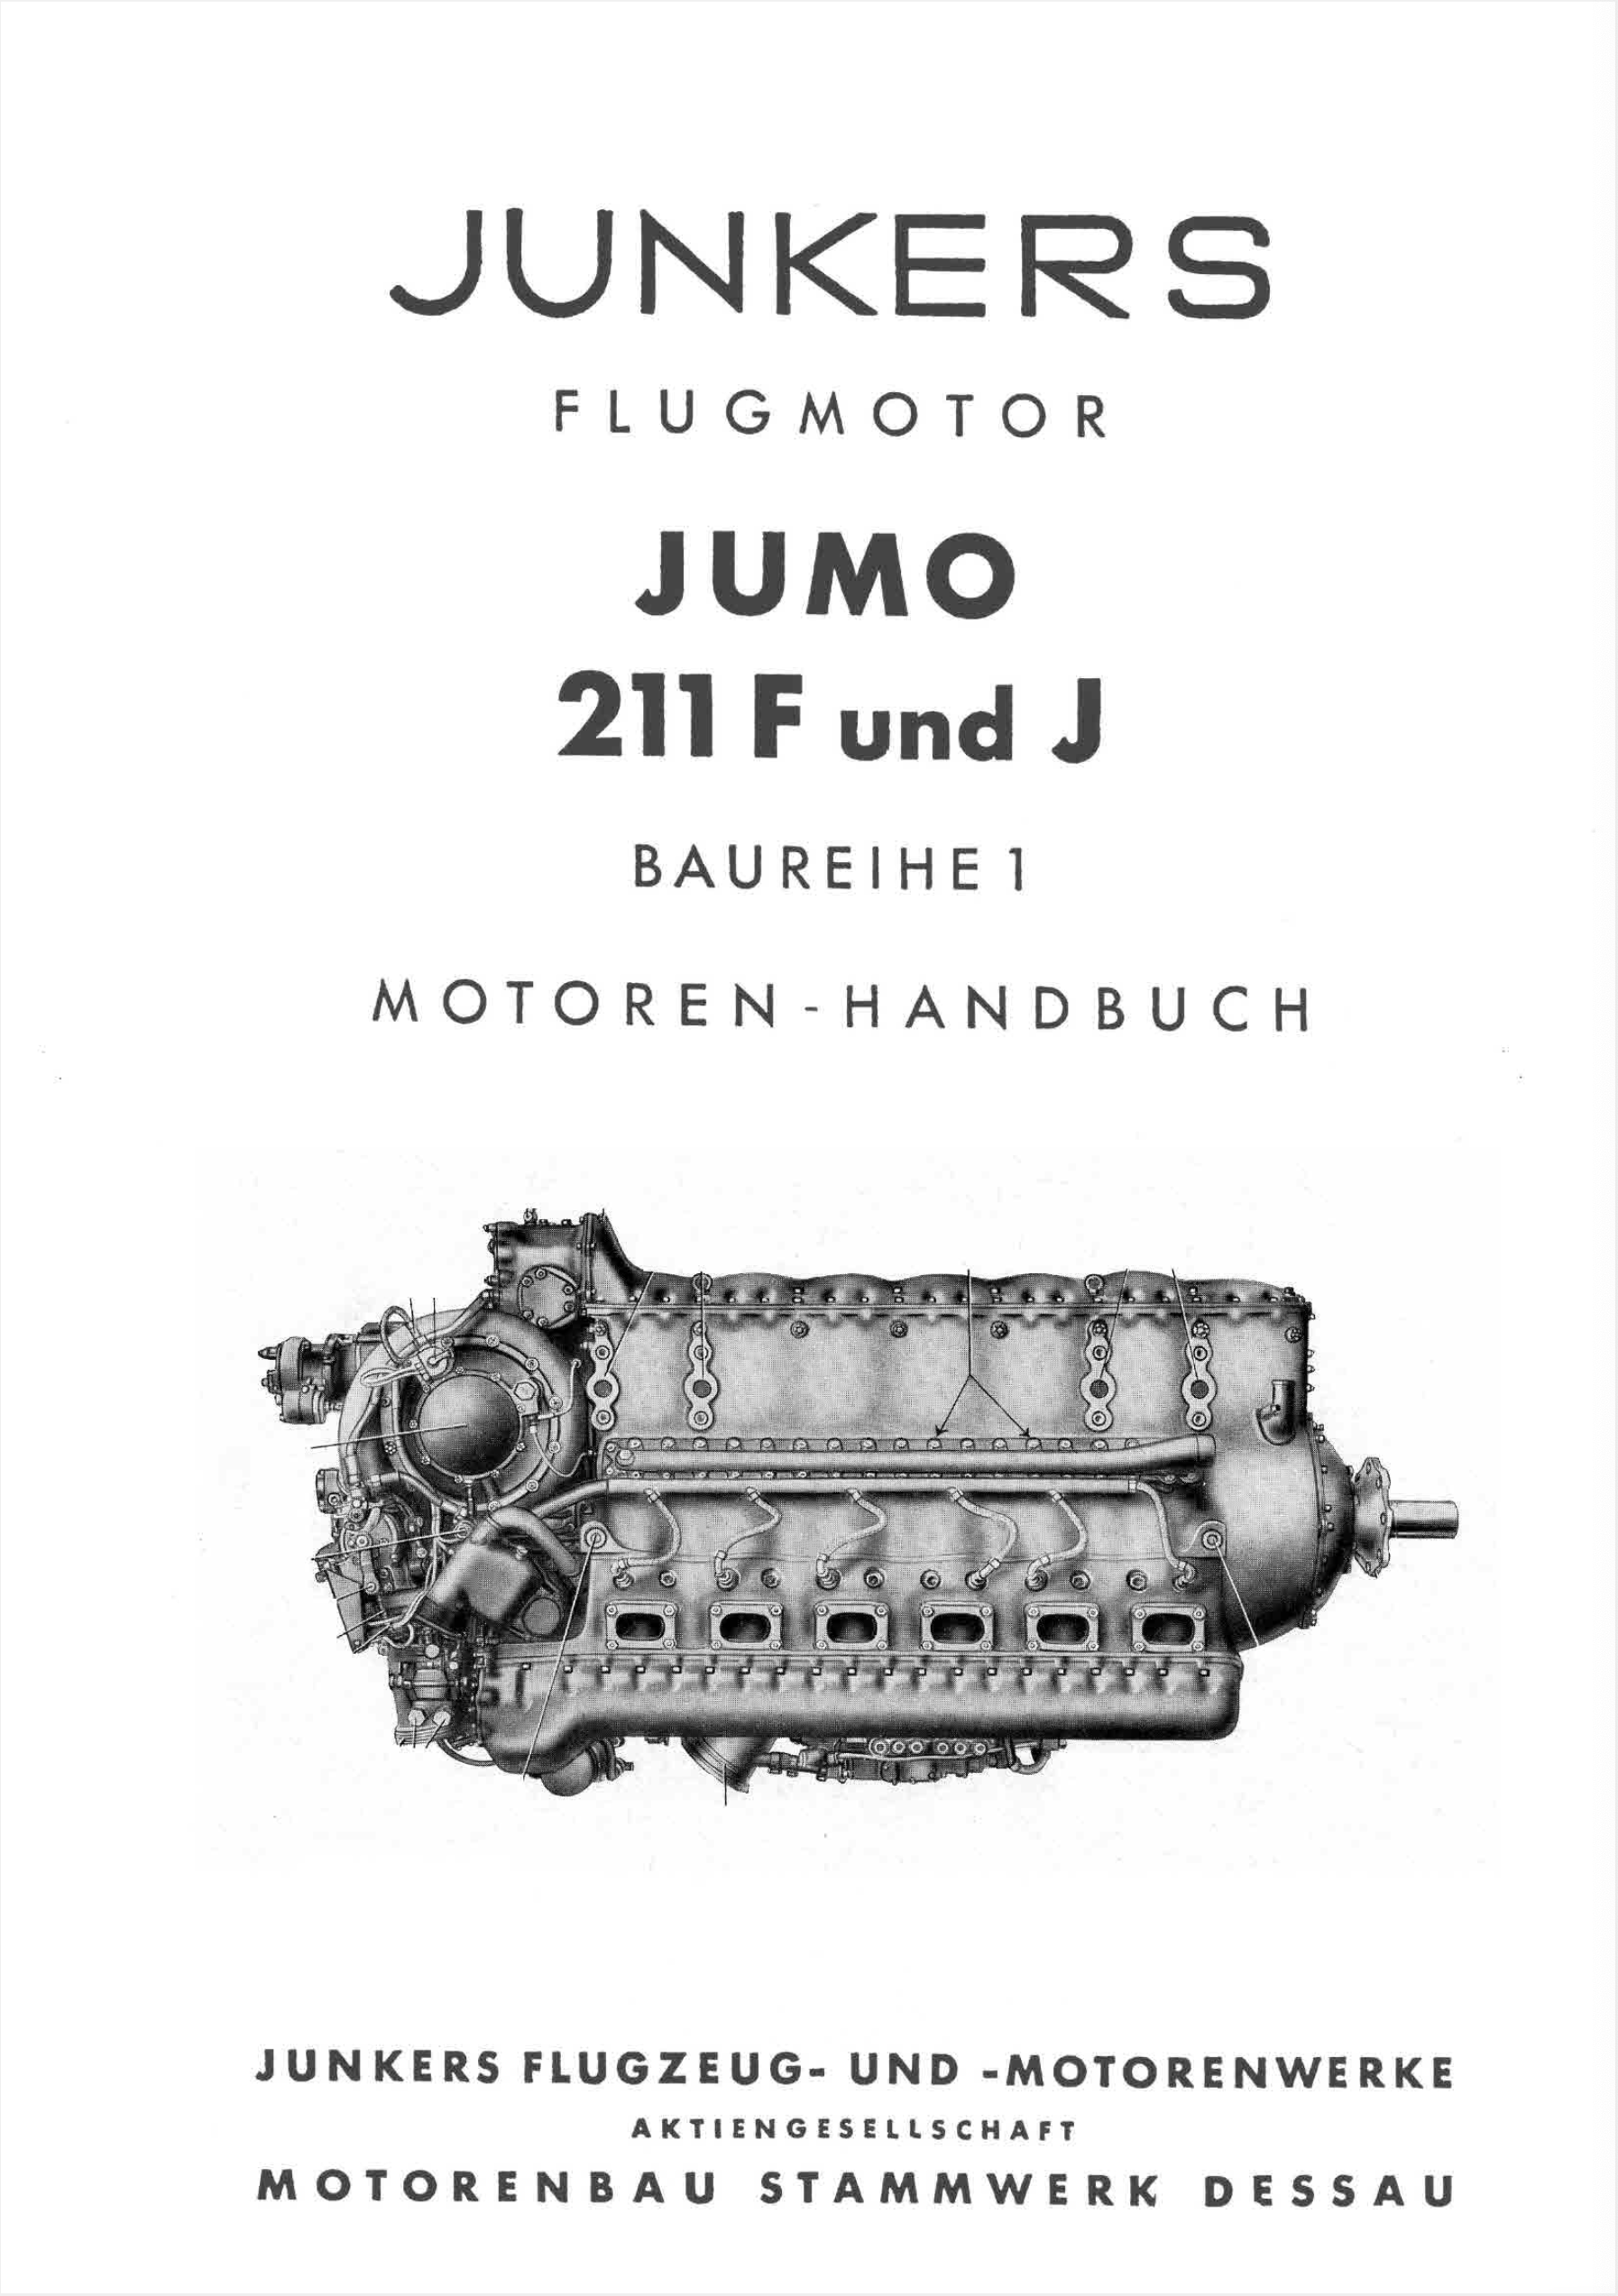 JUNKERS
FLUGMOTOR
JUMO
211 F und J
BAUREIHE 1
MOTOREN-HANDBUCH
JUNKERS FLUGZEUG- UND -MOTORENWERKE
AKTIENGESELLSCHAFT
MOTORENBAU STAMMWERK DESSAU